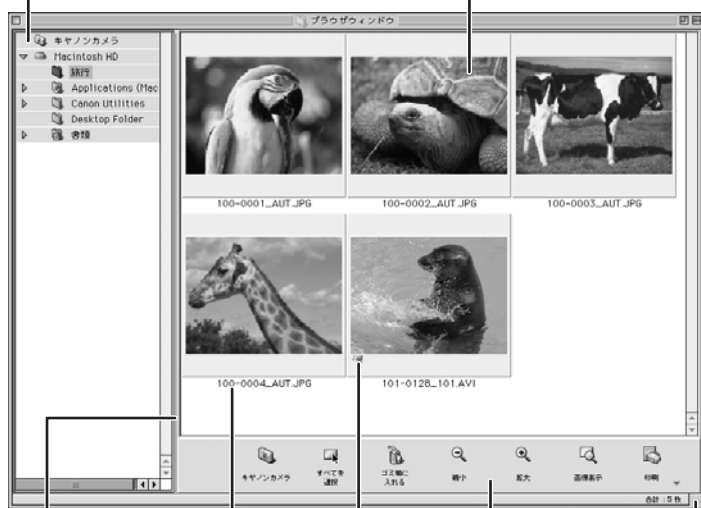 ブラウザウィンドウ
キヤノンカメラ
Macintosh HD
旅行
Applications (Mac
Canon Utilities
Desktop Folder
書類
100-0001_AUT.JPG
100-0002_AUT.JPG
100-0003_AUT.JPG
100-0004_AUT.JPG
101-0128_101.AVI
キヤノンカメラ
すべてを
選択
ゴミ箱に
入れる
縮小
拡大
画像表示
印刷
合計 : 5 枚